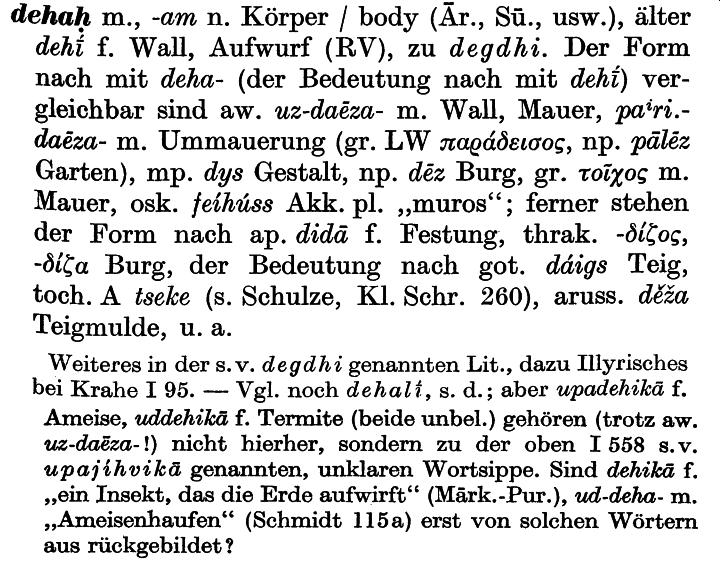 dehaḥ m., -am n. Körper / body (Ār., Sū., usw.), älter
dehī́ f. Wall, Aufwurf (RV), zu degdhi. Der Form
nach mit deha- (der Bedeutung nach mit dehī́) ver-
gleichbar sind aw. uz-daēza- m. Wall, Mauer, paⁱri.-
daēza- m. Ummauerung (gr. LW παράδεισος, np. pālēz
Garten), mp. dys Gestalt, np. dēz Burg, gr. τοῖχος m.
Mauer, osk. feíhúss Akk. pl. „muros“; ferner stehen
der Form nach ap. didā f. Festung, thrak. -δίζος,
-δίζα Burg, der Bedeutung nach got. dáigs Teig,
toch. A tseke (s. Schulze, Kl. Schr. 260), aruss. děža
Teigmulde, u. a.
Weiteres in der s. v. degdhi genannten Lit., dazu Illyrisches
bei Krahe I 95. — Vgl. noch dehalī́, s. d.; aber upadehikā f.
Ameise, uddehikā f. Termite (beide unbel.) gehören (trotz aw.
uz-daēza-!) nicht hierher, sondern zu der oben I 558 s. v.
upajíhvikā genannten, unklaren Wortsippe. Sind dehikā f.
„ein Insekt, das die Erde aufwirft“ (Märk.-Pur.), ud-deha- m.
„Ameisenhaufen“ (Schmidt 115a) erst von solchen Wörtern
aus rückgebildet?